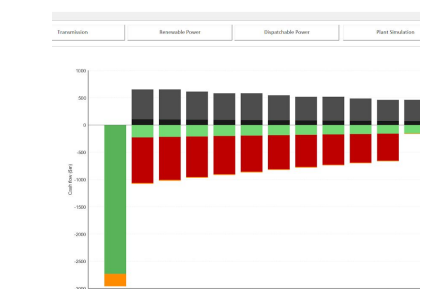 Transmission
Renewable Power
Dispatchable Power
Plant Simulation
1000
500
0
-500
-1000
-1500
-2000
-2500
-3000
Cash flow ($m)